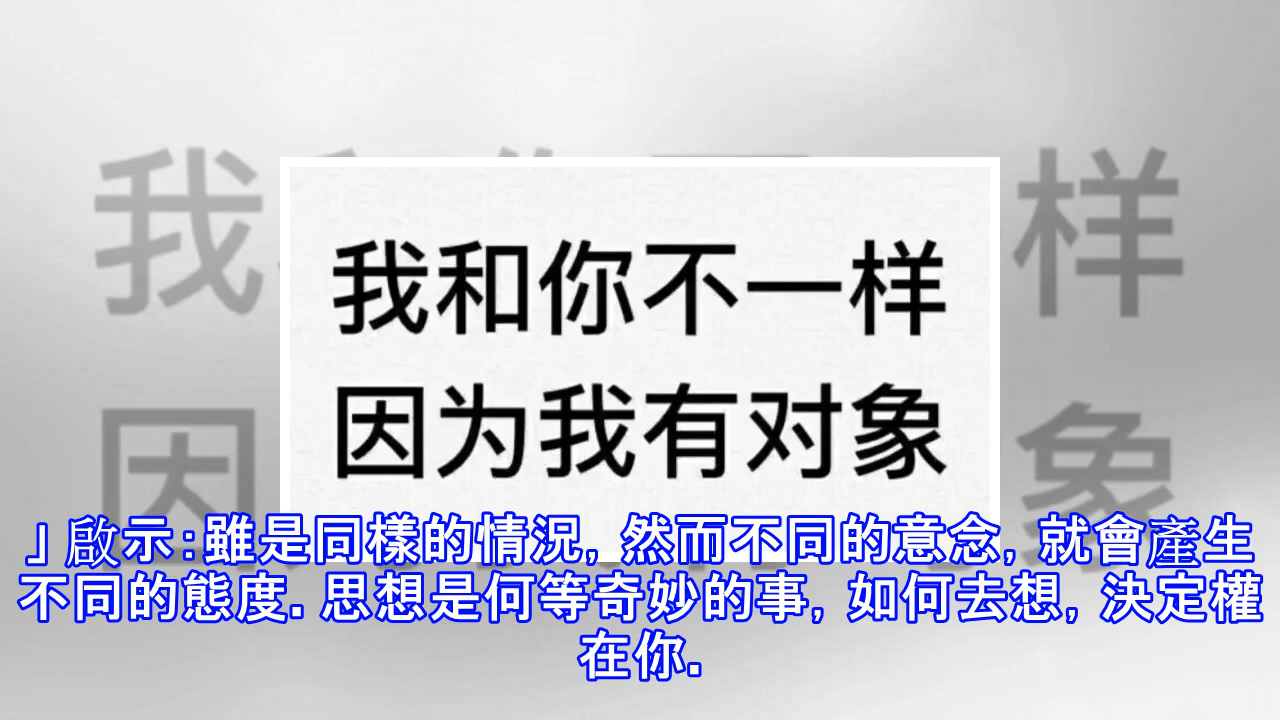 我和你不一样
因为我有对象
」啟示:雖是同樣的情況, 然而不同的意念, 就會產生
不同的態度. 思想是何等奇妙的事, 如何去想, 決定權
在你.